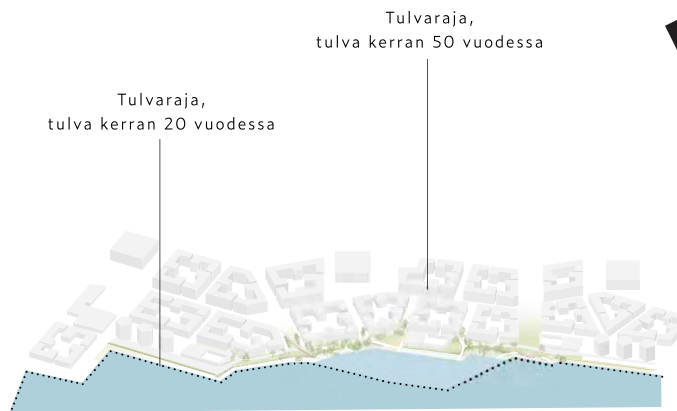 Tulvaraja,
tulva kerran 50 vuodessa
Tulvaraja,
tulva kerran 20 vuodessa